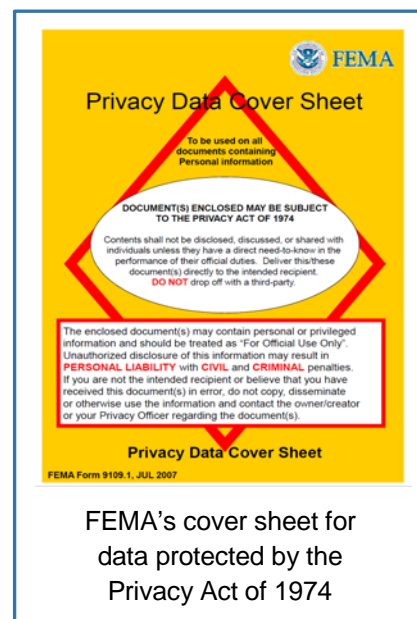 FEMA
Privacy Data Cover Sheet
To be used on all
documents containing
Personal information
DOCUMENT(S) ENCLOSED MAY BE SUBJECT
TO THE PRIVACY ACT OF 1974
Contents shall not be disclosed, discussed, or shared with
individuals unless they have a direct need-to-know in the
performance of their official duties. Deliver this/these
document(s) directly to the intended recipient.
DO NOT drop off with a third-party.
The enclosed document(s) may contain personal or privileged
information and should be treated as "For Official Use Only".
Unauthorized disclosure of this information may result in
PERSONAL LIABILITY with CIVIL and CRIMINAL penalties.
If you are not the intended recipient or believe that you have
received this document(s) in error, do not copy, disseminate
or otherwise use the information and contact the owner/creator
or your Privacy Officer regarding the document(s).
Privacy Data Cover Sheet
FEMA Form 9109.1, JUL 2007
FEMA's cover sheet for
data protected by the
Privacy Act of 1974